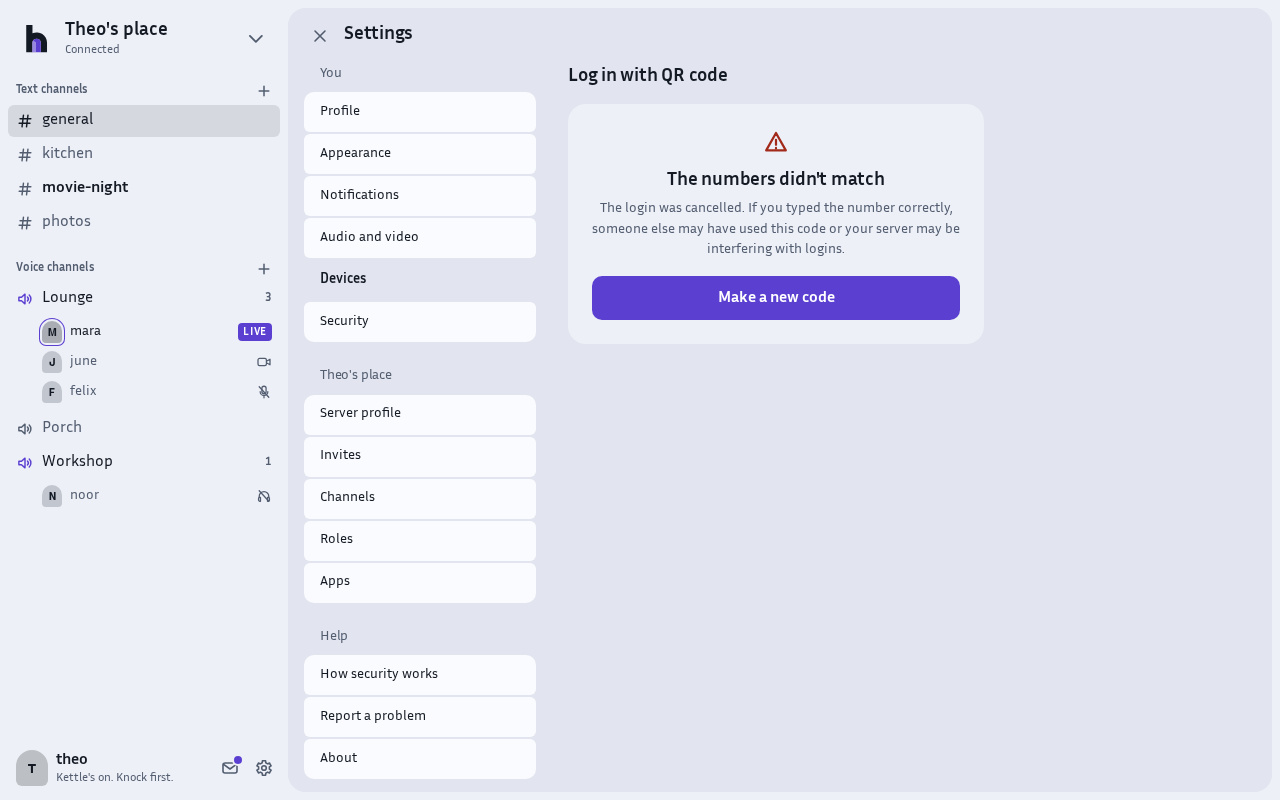 Theo's place
Connected
Text channels
general
kitchen
movie-night
photos
Voice channels
Lounge
3
M
mara
LIVE
J
june
F
felix
Porch
Workshop
1
N
noor
T
theo
Kettle's on. Knock first.
Settings
You
Profile
Appearance
Notifications
Audio and video
Devices
Security
Theo's place
Server profile
Invites
Channels
Roles
Apps
Help
How security works
Report a problem
About
Log in with QR code
The numbers didn't match
The login was cancelled. If you typed the number correctly,
someone else may have used this code or your server may be
interfering with logins.
Make a new code